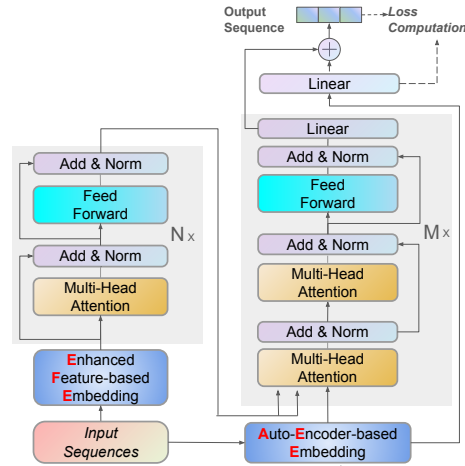 Output
Sequence
Loss
Computation
Linear
Linear
Add & Norm
Feed
Forward
M x
Add & Norm
Multi-Head
Attention
Add & Norm
Multi-Head
Attention
Auto-Encoder-based
Embedding
Add & Norm
Feed
Forward
N x
Add & Norm
Multi-Head
Attention
Enhanced
Feature-based
Embedding
Input
Sequences